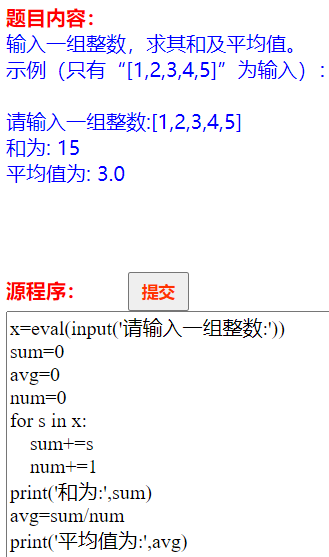 题目内容：
输入一组整数，求其和及平均值。
示例（只有“[1,2,3,4,5]”为输入）：
请输入一组整数:[1,2,3,4,5]
和为: 15
平均值为: 3.0
源程序： 提交
x=eval(input('请输入一组整数:'))
sum=0
avg=0
num=0
for s in x:
    sum+=s
    num+=1
print('和为:',sum)
avg=sum/num
print('平均值为:',avg)